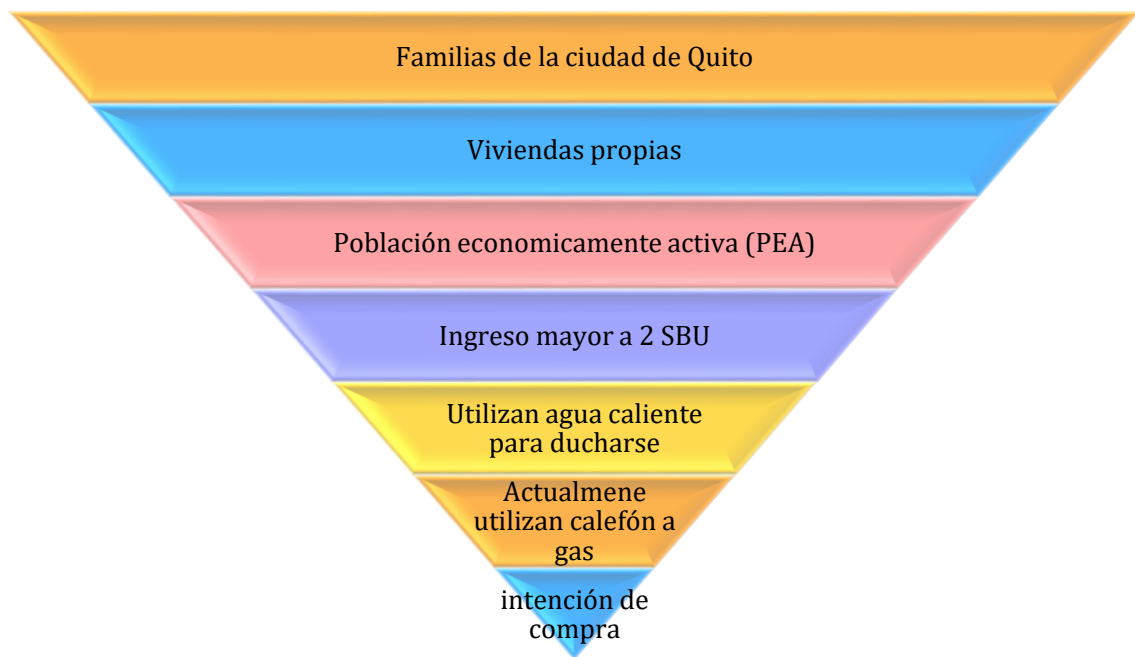 Familias de la ciudad de Quito
Viviendas propias
Población economicamente activa (PEA)
Ingreso mayor a 2 SBU
Utilizan agua caliente
para ducharse
Actualmene
utilizan calefón a
gas
intención de
compra